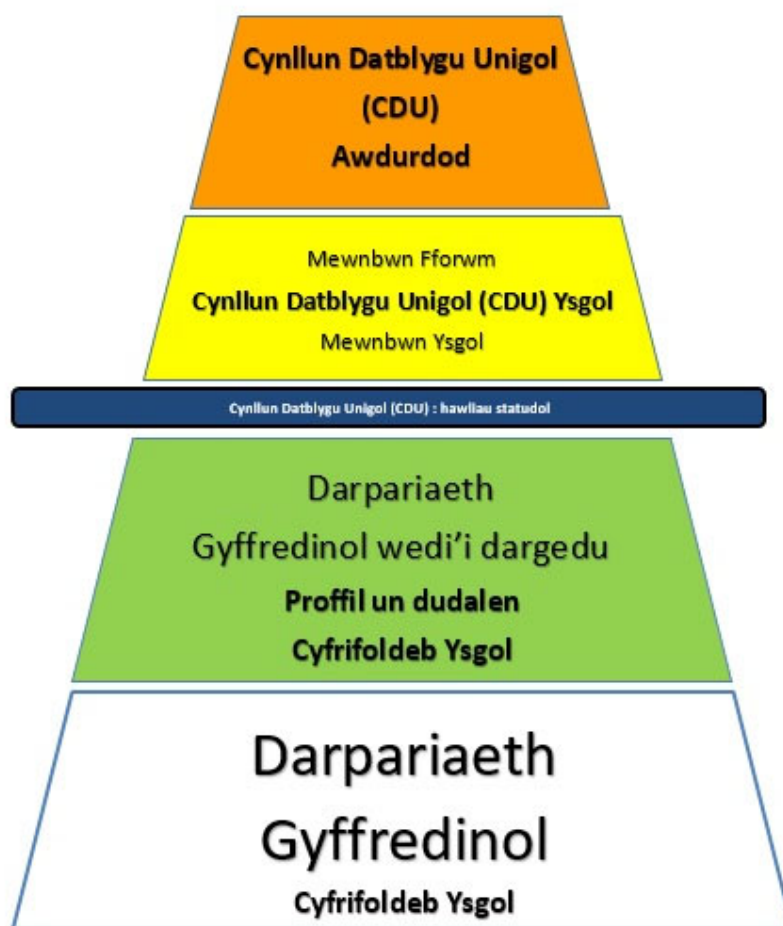 Cynllun Datblygu Unigol
(CDU)
Awdurdod
Mewnbwn Fforwm
Cynllun Datblygu Unigol (CDU) Ysgol
Mewnbwn Ysgol
Cynllun Datblygu Unigol (CDU) : hawliau statudol
Darpariaeth
Gyffredinol wedi’i dargedu
Proffil un dudalen
Cyfrifoldeb Ysgol
Darpariaeth
Gyffredinol
Cyfrifoldeb Ysgol